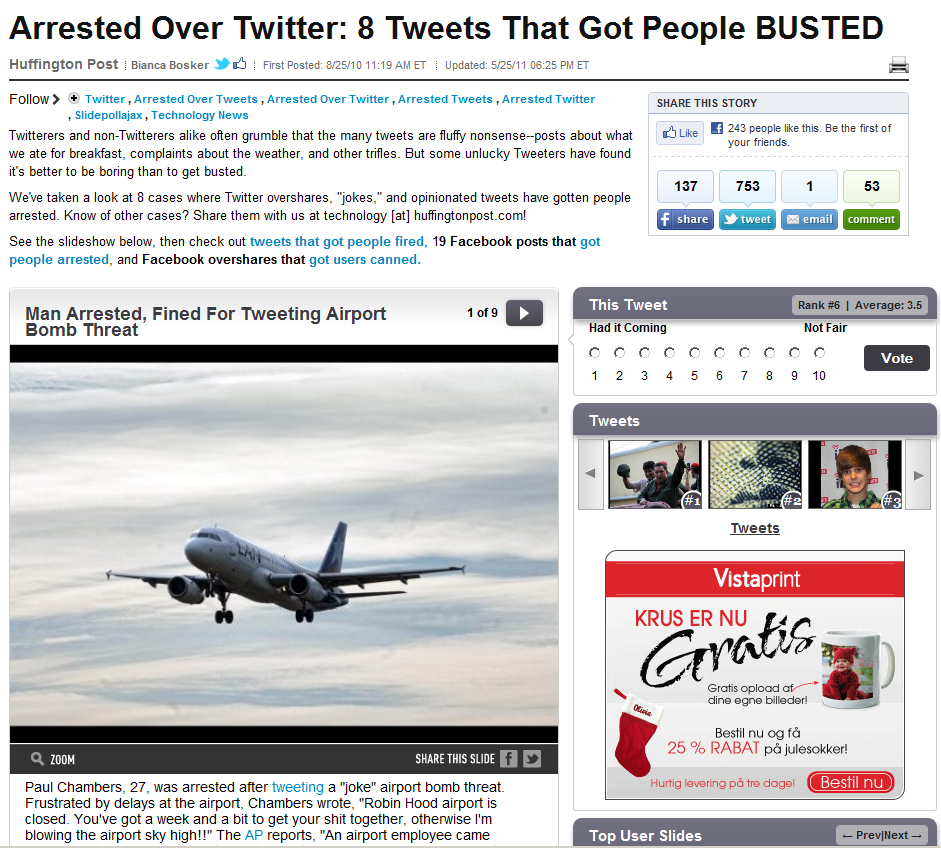 Arrested Over Twitter: 8 Tweets That Got People BUSTED
Huffington Post
Bianca Bosker
First Posted: 8/25/10 11:19 AM ET
Updated: 5/25/11 06:25 PM ET
Follow
Twitter , Arrested Over Tweets , Arrested Over Twitter , Arrested Tweets , Arrested Twitter
, Slidepollajax , Technology News
Twitterers and non-Twitterers alike often grumble that the many tweets are fluffy nonsense--posts about what
we ate for breakfast, complaints about the weather, and other trifles. But some unlucky Tweeters have found
it's better to be boring than to get busted.
We've taken a look at 8 cases where Twitter overshares, "jokes," and opinionated tweets have gotten people
arrested. Know of other cases? Share them with us at technology [at] huffingtonpost.com!
See the slideshow below, then check out tweets that got people fired, 19 Facebook posts that got
people arrested, and Facebook overshares that got users canned.
SHARE THIS STORY
Like
243 people like this. Be the first of
your friends.
137
753
1
53
share
tweet
email
comment
Man Arrested, Fined For Tweeting Airport
Bomb Threat
1 of 9
LAN
ZOOM
SHARE THIS SLIDE
Paul Chambers, 27, was arrested after tweeting a "joke" airport bomb threat.
Frustrated by delays at the airport, Chambers wrote, "Robin Hood airport is
closed. You've got a week and a bit to get your shit together, otherwise I'm
blowing the airport sky high!!" The AP reports, "An airport employee came
This Tweet
Rank #6 | Average: 3.5
Had it Coming
Not Fair
1 2 3 4 5 6 7 8 9 10
Vote
Tweets
#1
#2
#3
Tweets
Vistaprint
KRUS ER NU
Gratis
Gratis opload af
dine egne billeder!
Olivia
Bestil nu og få
25 % RABAT på julesokker!
Hurtig levering på tre dage!
Bestil nu
Top User Slides
← Prev|Next →